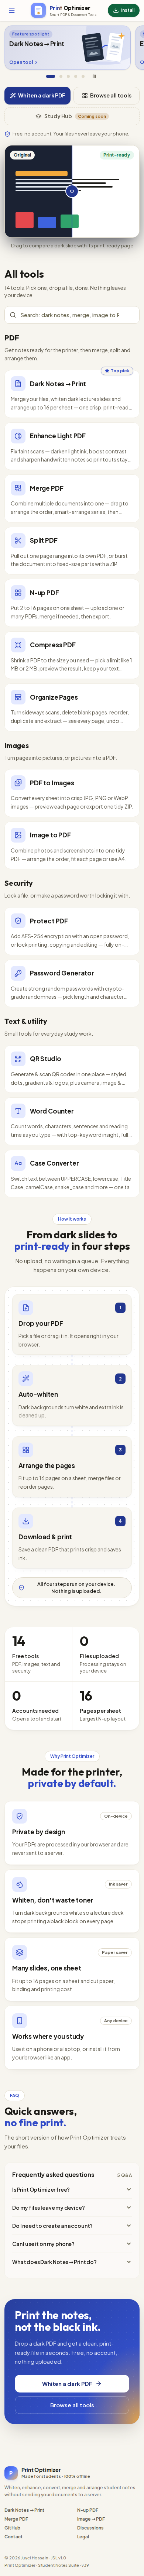 Print Optimizer
Smart PDF & Document Tools
Install
Feature spotlight
Dark Notes → Print
Open tool ›
Whiten a dark PDF
Browse all tools
Study Hub
Coming soon
Free, no account. Your files never leave your phone.
Original
Print-ready
Drag to compare a dark slide with its print-ready page
All tools
14 tools. Pick one, drop a file, done. Nothing leaves
your device.
Search: dark notes, merge, image to F
PDF
Get notes ready for the printer, then merge, split and
arrange them.
Top pick
Dark Notes → Print
Merge your files, whiten dark lecture slides and
arrange up to 16 per sheet — one crisp, print-read…
Enhance Light PDF
Fix faint scans — darken light ink, boost contrast
and sharpen handwritten notes so photos stay…
Merge PDF
Combine multiple documents into one — drag to
arrange the order, smart-arrange series, then…
Split PDF
Pull out one page range into its own PDF, or burst
the document into fixed-size parts with a ZIP.
N-up PDF
Put 2 to 16 pages on one sheet — upload one or
many PDFs, merge if needed, then export.
Compress PDF
Shrink a PDF to the size you need — pick a limit like 1
MB or 2 MB, preview the result, keep your text…
Organize Pages
Turn sideways scans, delete blank pages, reorder,
duplicate and extract — see every page, undo…
Images
Turn pages into pictures, or pictures into a PDF.
PDF to Images
Convert every sheet into crisp JPG, PNG or WebP
images — preview each page or export one tidy ZIP.
Image to PDF
Combine photos and screenshots into one tidy
PDF — arrange the order, fit each page or use A4.
Security
Lock a file, or make a password worth locking it with.
Protect PDF
Add AES-256 encryption with an open password,
or lock printing, copying and editing — fully on-…
Password Generator
Create strong random passwords with crypto-
grade randomness — pick length and character…
Text & utility
Small tools for everyday study work.
QR Studio
Generate & scan QR codes in one place — styled
dots, gradients & logos, plus camera, image &…
Word Counter
Count words, characters, sentences and reading
time as you type — with top-keyword insight, full…
Aa
Case Converter
Switch text between UPPERCASE, lowercase, Title
Case, camelCase, snake_case and more — one ta…
How it works
From dark slides to
print-ready in four steps
No upload, no waiting in a queue. Everything
happens on your own device.
1
Drop your PDF
Pick a file or drag it in. It opens right in your
browser.
2
Auto-whiten
Dark backgrounds turn white and extra ink is
cleaned up.
3
Arrange the pages
Fit up to 16 pages on a sheet, merge files or
reorder pages.
4
Download & print
Save a clean PDF that prints crisp and saves
ink.
All four steps run on your device.
Nothing is uploaded.
14
Free tools
PDF, images, text and
security
0
Files uploaded
Processing stays on
your device
0
Accounts needed
Open a tool and start
16
Pages per sheet
Largest N-up layout
Why Print Optimizer
Made for the printer,
private by default.
On-device
Private by design
Your PDFs are processed in your browser and are
never sent to a server.
Ink saver
Whiten, don't waste toner
Turn dark backgrounds white so a lecture deck
stops printing a black block on every page.
Paper saver
Many slides, one sheet
Fit up to 16 pages on a sheet and cut paper,
binding and printing cost.
Any device
Works where you study
Use it on a phone or a laptop, or install it from
your browser like an app.
FAQ
Quick answers,
no fine print.
The short version of how Print Optimizer treats
your files.
Frequently asked questions
5 Q&A
Is Print Optimizer free?
Do my files leave my device?
Do I need to create an account?
Can I use it on my phone?
What does Dark Notes → Print do?
Print the notes,
not the black ink.
Drop a dark PDF and get a clean, print-
ready file in seconds. Free, no account,
nothing uploaded.
Whiten a dark PDF →
Browse all tools
Print Optimizer
Made for students · 100% offline
Whiten, enhance, convert, merge and arrange student notes
without sending your documents to a server.
Dark Notes → Print
N-up PDF
Merge PDF
Image → PDF
GitHub
Discussions
Contact
Legal